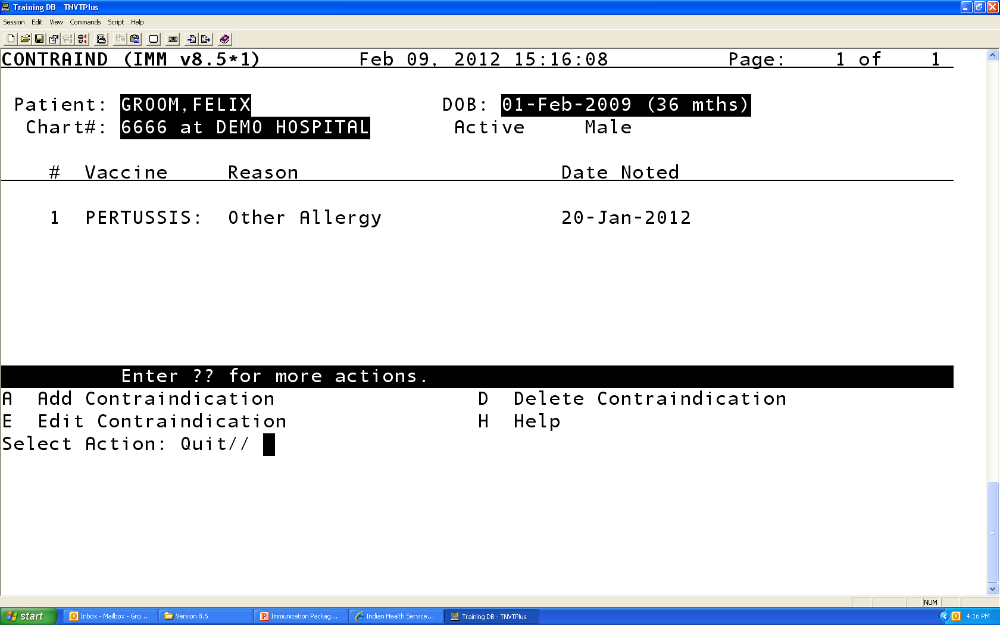 Training DB - TNVTPlus
Session Edit View Commands Script Help
CONTRAIND (IMM v8.5*1) Feb 09, 2012 15:16:08 Page: 1 of 1
Patient: GROOM,FELIX DOB: 01-Feb-2009 (36 mths)
Chart#: 6666 at DEMO HOSPITAL Active Male
# Vaccine Reason Date Noted
1 PERTUSSIS: Other Allergy 20-Jan-2012
Enter ?? for more actions.
A Add Contraindication D Delete Contraindication
E Edit Contraindication H Help
Select Action: Quit//
NUM
start Inbox - Mailbox - Gro... Version 8.5 Immunization Packag... Indian Health Service... Training DB - TNVTPlus 4:16 PM